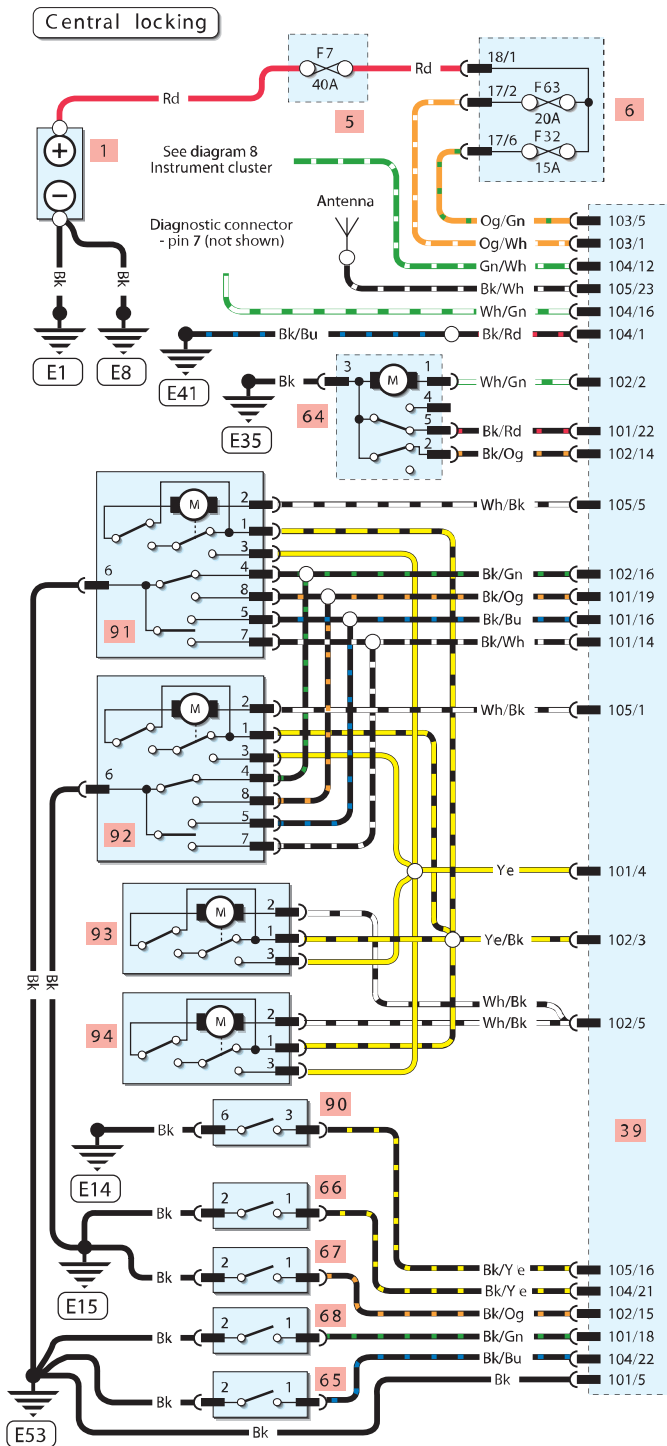 Central locking
F7
40A
Rd
Rd
5
18/1
17/2
F63
20A
17/6
F32
15A
6
1
See diagram 8
Instrument cluster
Antenna
Diagnostic connector
- pin 7 (not shown)
Bk
Bk
E1
E8
Og/Gn
103/5
Og/Wh
103/1
Gn/Wh
104/12
Bk/Wh
105/23
Wh/Gn
104/16
Bk/Bu
Bk/Rd
104/1
E41
Bk
3
M
1
Wh/Gn
102/2
64
4
E35
5
Bk/Rd
101/22
2
Bk/Og
102/14
M
2
Wh/Bk
105/5
1
3
6
4
Bk/Gn
102/16
8
Bk/Og
101/19
91
5
Bk/Bu
101/16
7
Bk/Wh
101/14
M
2
Wh/Bk
105/1
1
3
6
4
8
92
5
7
Ye
101/4
93
M
2
1
3
Ye/Bk
102/3
Wh/Bk
Wh/Bk
102/5
94
M
2
1
3
Bk
Bk
90
Bk
6
3
39
E14
66
Bk
2
1
67
Bk
2
1
E15
Bk/Ye
105/16
Bk/Ye
104/21
Bk/Og
102/15
68
Bk
2
1
Bk/Gn
101/18
65
Bk
2
1
Bk/Bu
104/22
Bk
101/5
Bk
E53